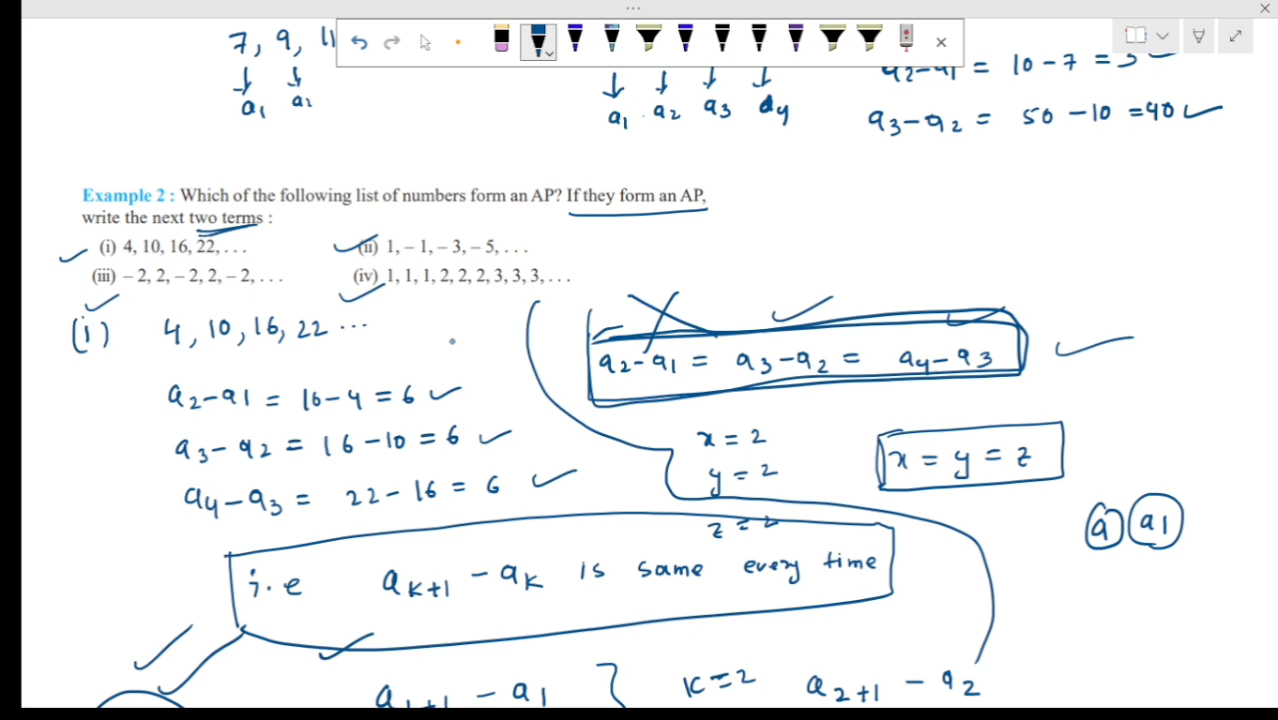 7, 9, 11
a1 a2
a1 a2 a3 a4
a2-a1 = 10-7 = 3
a3-a2 = 50-10 =40
Example 2 : Which of the following list of numbers form an AP? If they form an AP,
write the next two terms :
(i) 4, 10, 16, 22, . . . (ii) 1, – 1, – 3, – 5, . . .
(iii) – 2, 2, – 2, 2, – 2, . . . (iv) 1, 1, 1, 2, 2, 2, 3, 3, 3, . . .
(i) 4, 10, 16, 22 ...
a2-a1 = a3-a2 = a4-a3
a2-a1 = 10-4 = 6
a3-a2 = 16-10 = 6
a4-a3 = 22-16 = 6
x = 2
y = 2
z = 2
x = y = z
a a1
i.e aK+1 - aK is same every time
a1+1 - a1
K=2 a2+1 - a2